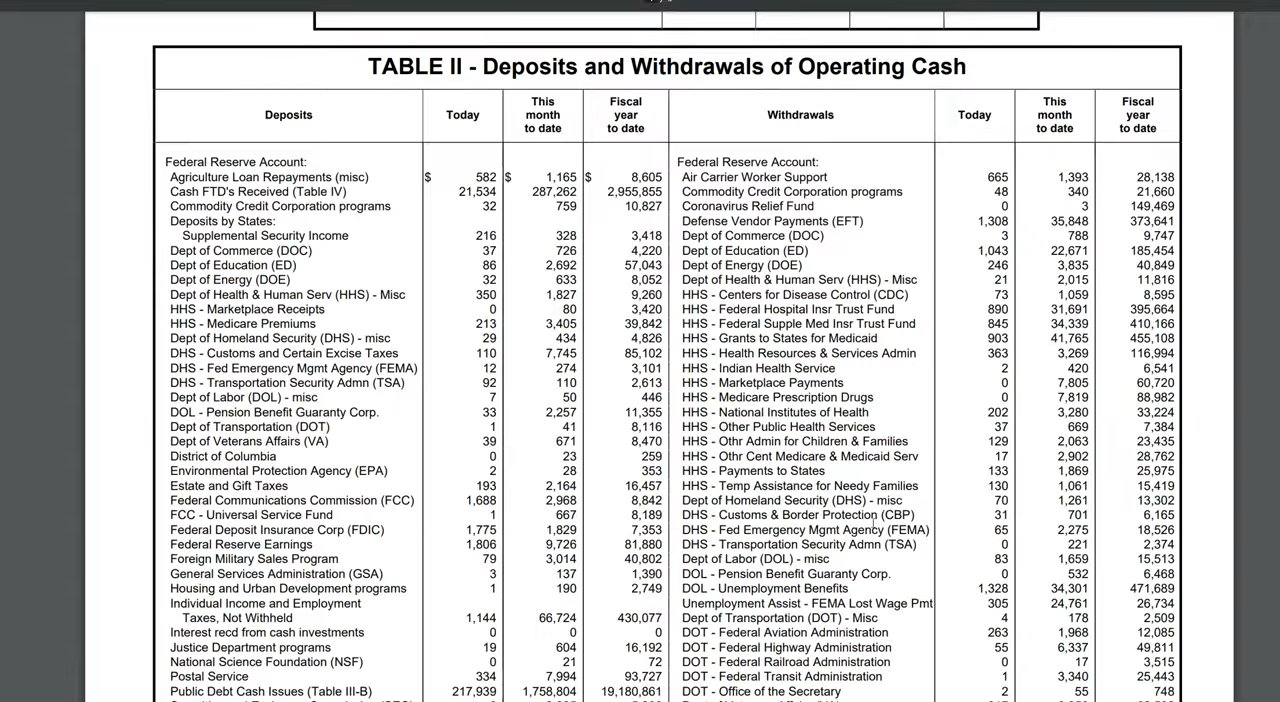 TABLE II - Deposits and Withdrawals of Operating Cash
Deposits Today This month to date Fiscal year to date Withdrawals Today This month to date Fiscal year to date
Federal Reserve Account: Federal Reserve Account:
Agriculture Loan Repayments (misc) $ 582 $ 1,165 $ 8,605 Air Carrier Worker Support 665 1,393 28,138
Cash FTD's Received (Table IV) 21,534 287,262 2,955,855 Commodity Credit Corporation programs 48 340 21,660
Commodity Credit Corporation programs 32 759 10,827 Coronavirus Relief Fund 0 3 149,469
Deposits by States: Defense Vendor Payments (EFT) 1,308 35,848 373,641
Supplemental Security Income 216 328 3,418 Dept of Commerce (DOC) 3 788 9,747
Dept of Commerce (DOC) 37 726 4,220 Dept of Education (ED) 1,043 22,671 185,454
Dept of Education (ED) 86 2,692 57,043 Dept of Energy (DOE) 246 3,835 40,849
Dept of Energy (DOE) 32 633 8,052 Dept of Health & Human Serv (HHS) - Misc 21 2,015 11,816
Dept of Health & Human Serv (HHS) - Misc 350 1,827 9,260 HHS - Centers for Disease Control (CDC) 73 1,059 8,595
HHS - Marketplace Receipts 0 80 3,420 HHS - Federal Hospital Insr Trust Fund 890 31,691 395,664
HHS - Medicare Premiums 213 3,405 39,842 HHS - Federal Supple Med Insr Trust Fund 845 34,339 410,166
Dept of Homeland Security (DHS) - misc 29 434 4,826 HHS - Grants to States for Medicaid 903 41,765 455,108
DHS - Customs and Certain Excise Taxes 110 7,745 85,102 HHS - Health Resources & Services Admin 363 3,269 116,994
DHS - Fed Emergency Mgmt Agency (FEMA) 12 274 3,101 HHS - Indian Health Service 2 420 6,541
DHS - Transportation Security Admn (TSA) 92 110 2,613 HHS - Marketplace Payments 0 7,805 60,720
Dept of Labor (DOL) - misc 7 50 446 HHS - Medicare Prescription Drugs 0 7,819 88,982
DOL - Pension Benefit Guaranty Corp. 33 2,257 11,355 HHS - National Institutes of Health 202 3,280 33,224
Dept of Transportation (DOT) 1 41 8,116 HHS - Other Public Health Services 37 669 7,384
Dept of Veterans Affairs (VA) 39 671 8,470 HHS - Othr Admin for Children & Families 129 2,063 23,435
District of Columbia 0 23 259 HHS - Othr Cent Medicare & Medicaid Serv 17 2,902 28,762
Environmental Protection Agency (EPA) 2 28 353 HHS - Payments to States 133 1,869 25,975
Estate and Gift Taxes 193 2,164 16,457 HHS - Temp Assistance for Needy Families 130 1,061 15,419
Federal Communications Commission (FCC) 1,688 2,968 8,842 Dept of Homeland Security (DHS) - misc 70 1,261 13,302
FCC - Universal Service Fund 1 667 8,189 DHS - Customs & Border Protection (CBP) 31 701 6,165
Federal Deposit Insurance Corp (FDIC) 1,775 1,829 7,353 DHS - Fed Emergency Mgmt Agency (FEMA) 65 2,275 18,526
Federal Reserve Earnings 1,806 9,726 81,880 DHS - Transportation Security Admn (TSA) 0 221 2,374
Foreign Military Sales Program 79 3,014 40,802 Dept of Labor (DOL) - misc 83 1,659 15,513
General Services Administration (GSA) 3 137 1,390 DOL - Pension Benefit Guaranty Corp. 0 532 6,468
Housing and Urban Development programs 1 190 2,749 DOL - Unemployment Benefits 1,328 34,301 471,689
Individual Income and Employment Unemployment Assist - FEMA Lost Wage Pmt 305 24,761 26,734
Taxes, Not Withheld 1,144 66,724 430,077 Dept of Transportation (DOT) - Misc 4 178 2,509
Interest recd from cash investments 0 0 0 DOT - Federal Aviation Administration 263 1,968 12,085
Justice Department programs 19 604 16,192 DOT - Federal Highway Administration 55 6,337 49,811
National Science Foundation (NSF) 0 21 72 DOT - Federal Railroad Administration 0 17 3,515
Postal Service 334 7,994 93,727 DOT - Federal Transit Administration 1 3,340 25,443
Public Debt Cash Issues (Table III-B) 217,939 1,758,804 19,180,861 DOT - Office of the Secretary 2 55 748